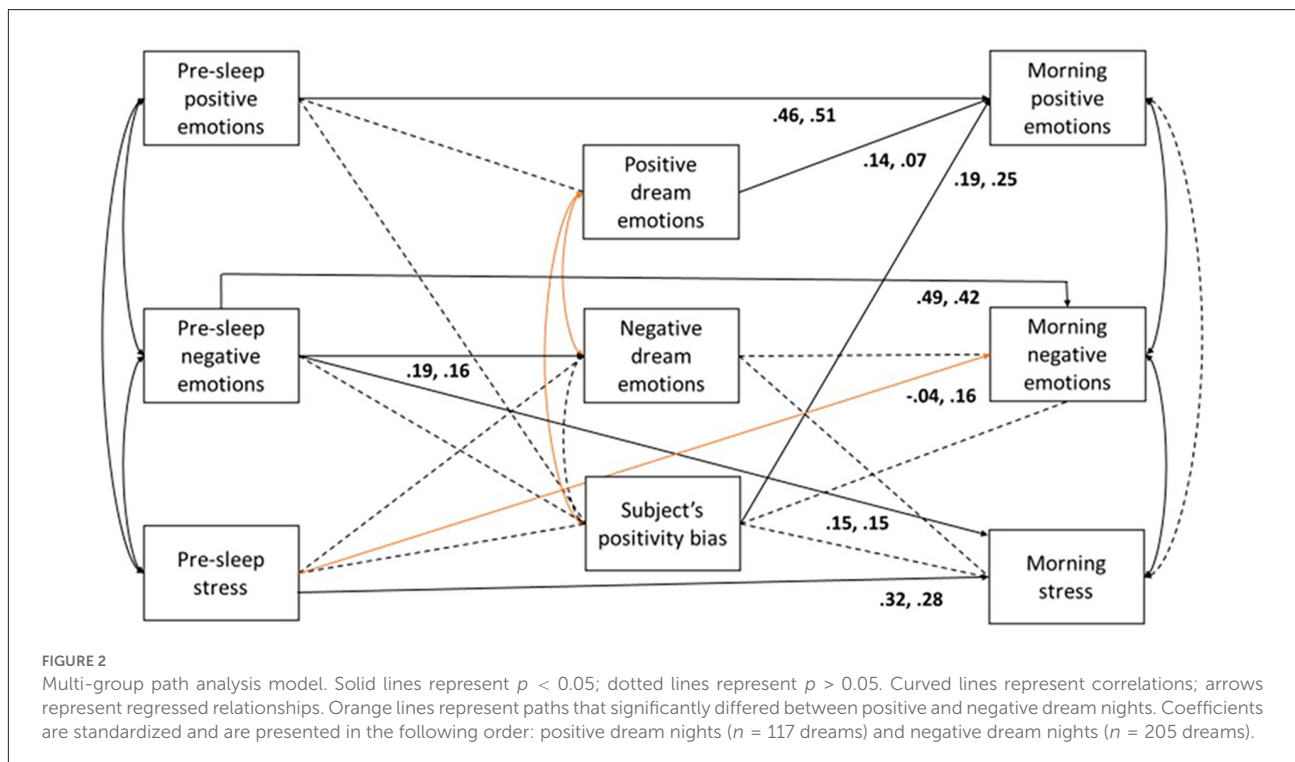 Pre-sleep
positive
emotions
Morning
positive
emotions
.46, .51
Positive
dream
emotions
.14, .07
.19, .25
Pre-sleep
negative
emotions
.49, .42
Negative
dream
emotions
Morning
negative
emotions
.19, .16
-.04, .16
Subject's
positivity bias
.15, .15
Pre-sleep
stress
Morning
stress
.32, .28
FIGURE 2
Multi-group path analysis model. Solid lines represent p < 0.05; dotted lines represent p > 0.05. Curved lines represent correlations; arrows
represent regressed relationships. Orange lines represent paths that significantly differed between positive and negative dream nights. Coefficients
are standardized and are presented in the following order: positive dream nights (n = 117 dreams) and negative dream nights (n = 205 dreams).